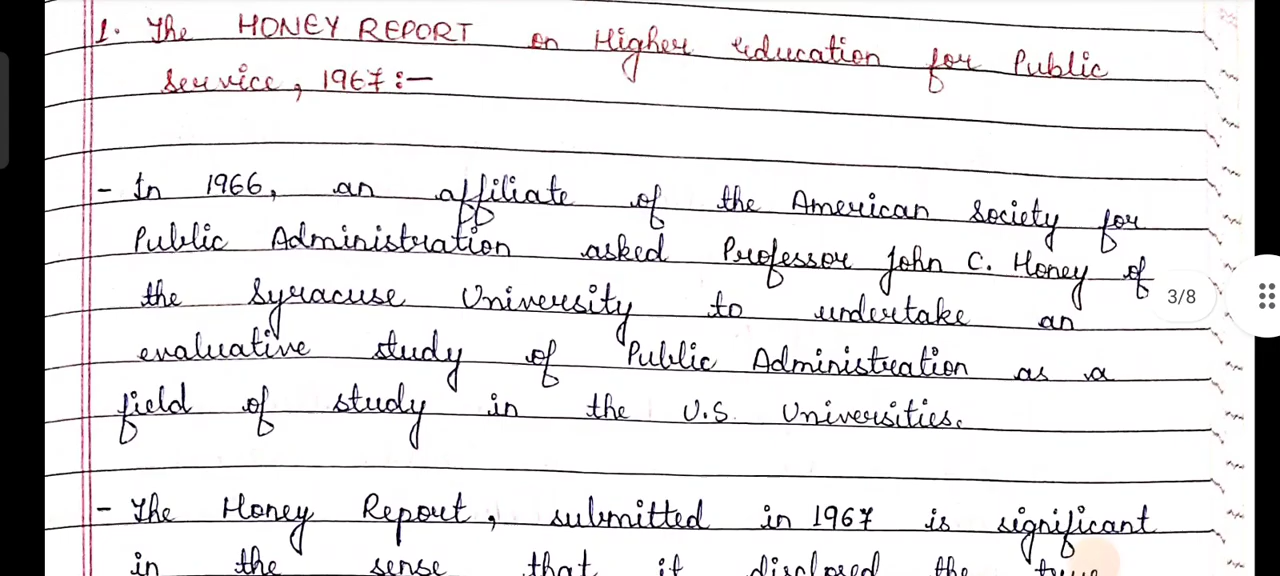 1. The HONEY REPORT on Higher education for Public
Service, 1967 :-
- In 1966, an affiliate of the American Society for
Public Administration asked Professor John C. Honey of
the Syracuse University to undertake an
evaluative study of Public Administration as a
field of study in the U.S. Universities.
3/8
- The Honey Report, submitted in 1967 is significant
in the sense that it disclosed the true